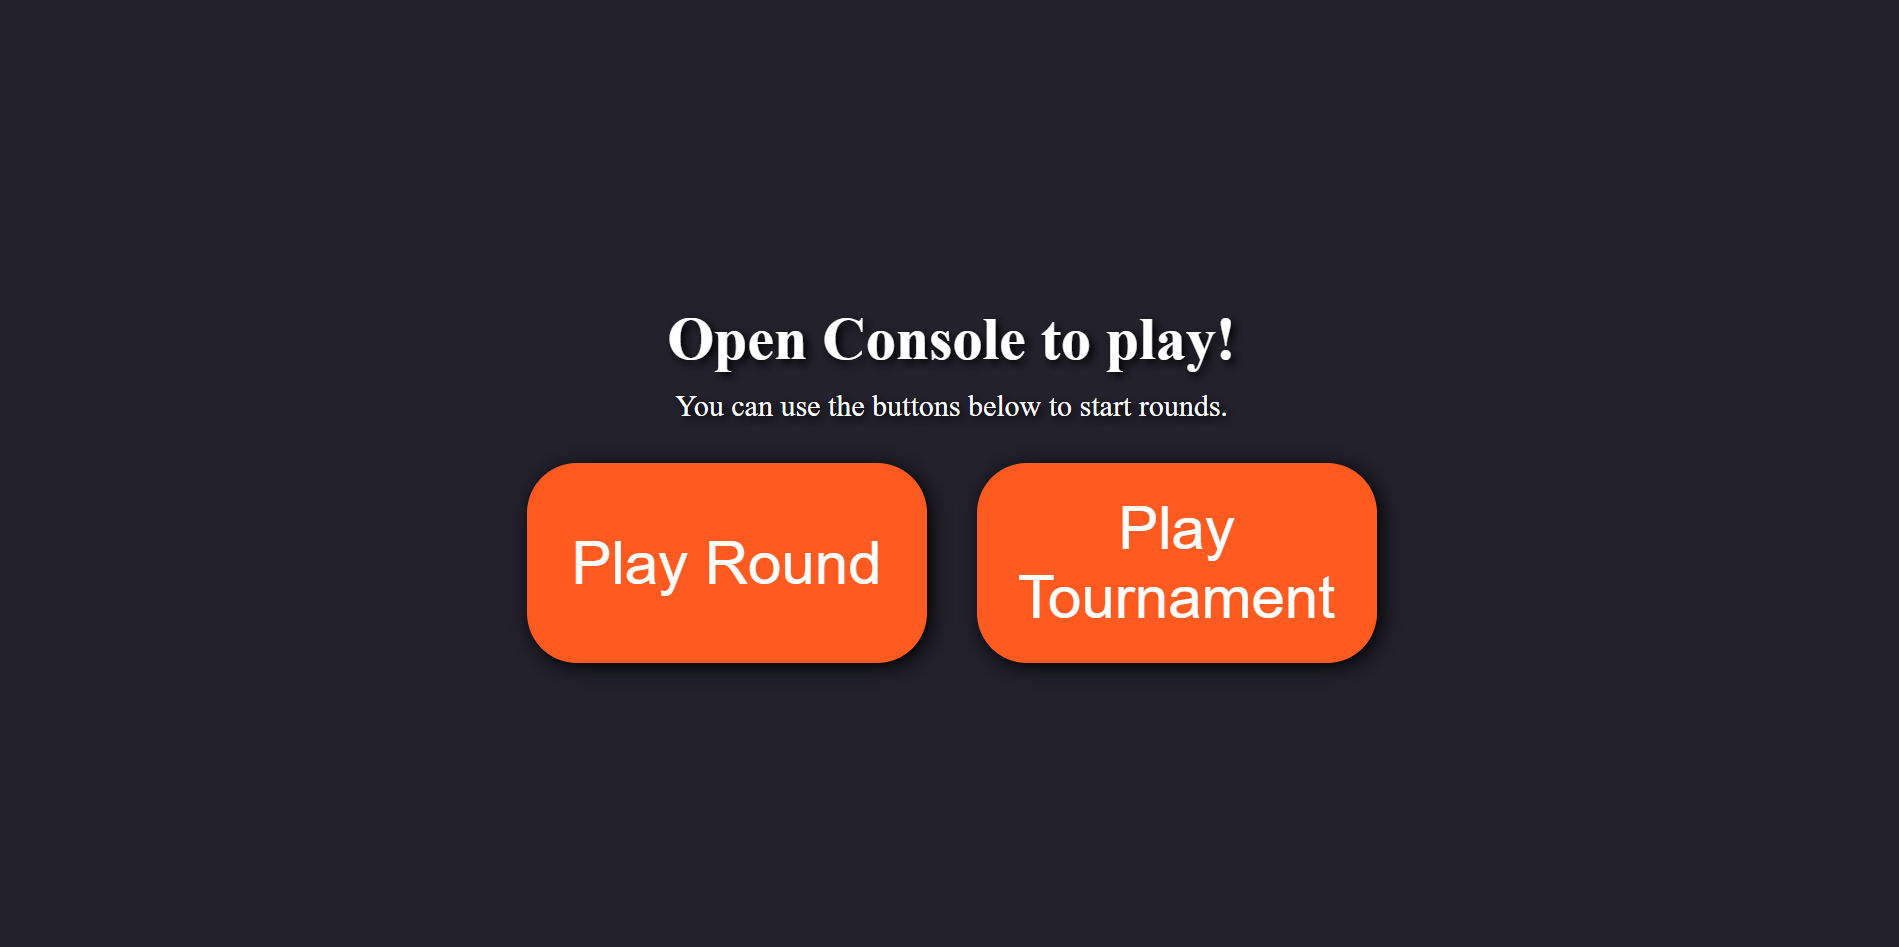 Open Console to play!
You can use the buttons below to start rounds.
Play Round
Play
Tournament